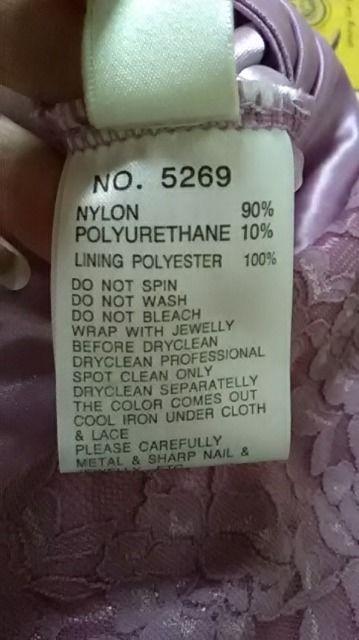 NO. 5269
NYLON 90%
POLYURETHANE 10%
LINING POLYESTER 100%
DO NOT SPIN
DO NOT WASH
DO NOT BLEACH
WRAP WITH JEWELLY
BEFORE DRYCLEAN
DRYCLEAN PROFESSIONAL
SPOT CLEAN ONLY
DRYCLEAN SEPARATELLY
THE COLOR COMES OUT
COOL IRON UNDER CLOTH
& LACE
PLEASE CAREFULLY
METAL & SHARP NAIL &